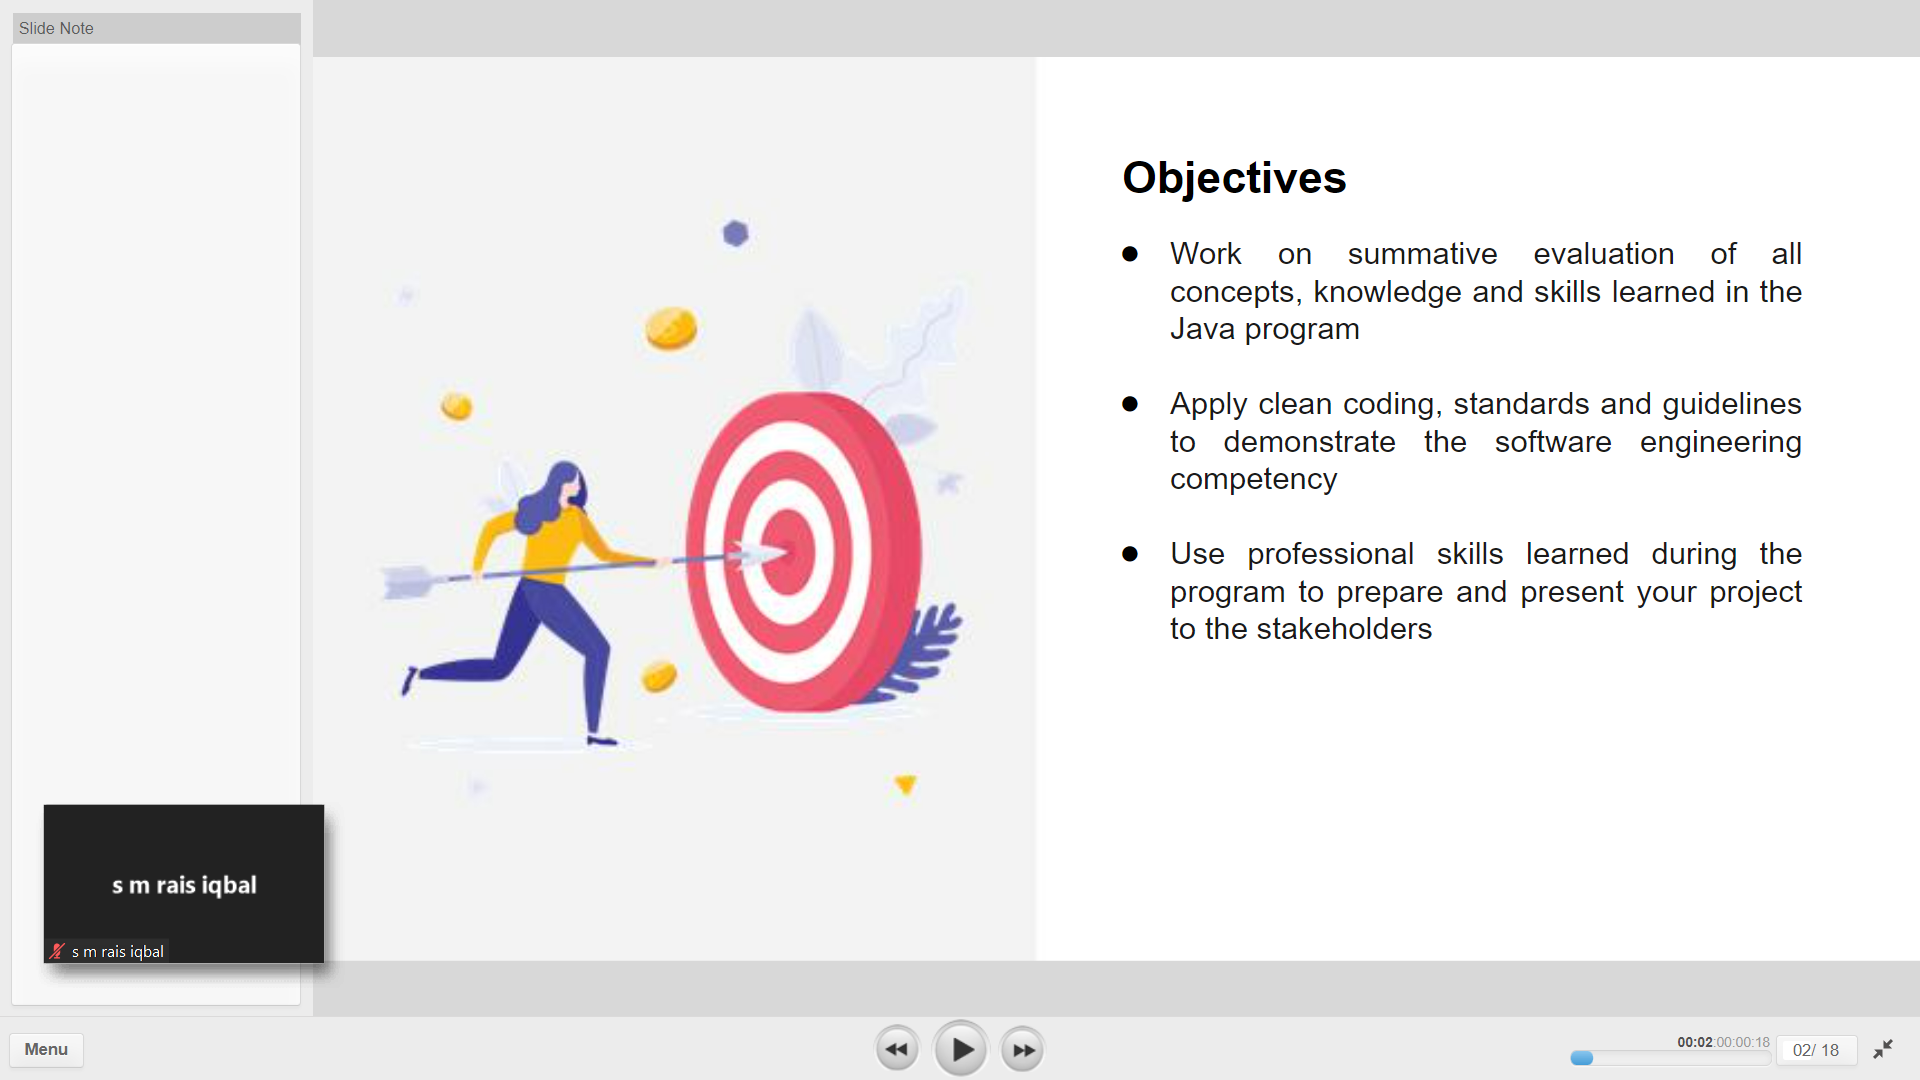 Slide Note
Objectives
● Work on summative evaluation of all
concepts, knowledge and skills learned in the
Java program
● Apply clean coding, standards and guidelines
to demonstrate the software engineering
competency
● Use professional skills learned during the
program to prepare and present your project
to the stakeholders
s m rais iqbal
s m rais iqbal
Menu
00:02:00:00:18
02/ 18